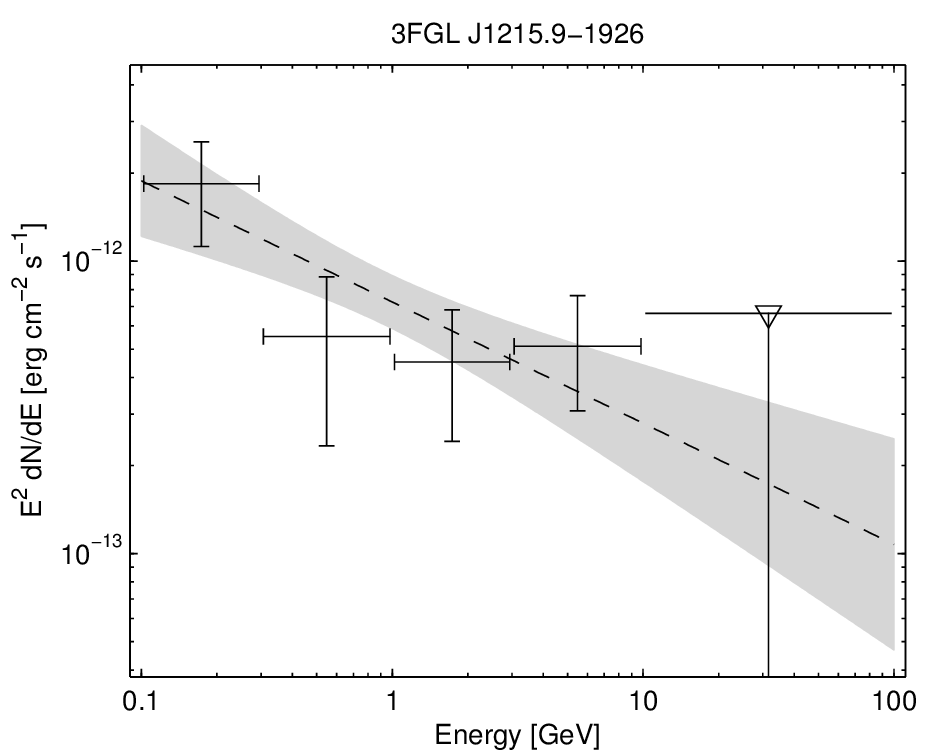 3FGL J1215.9−1926
E² dN/dE [erg cm⁻² s⁻¹]
10⁻¹²
10⁻¹³
0.1 1 10 100
Energy [GeV]